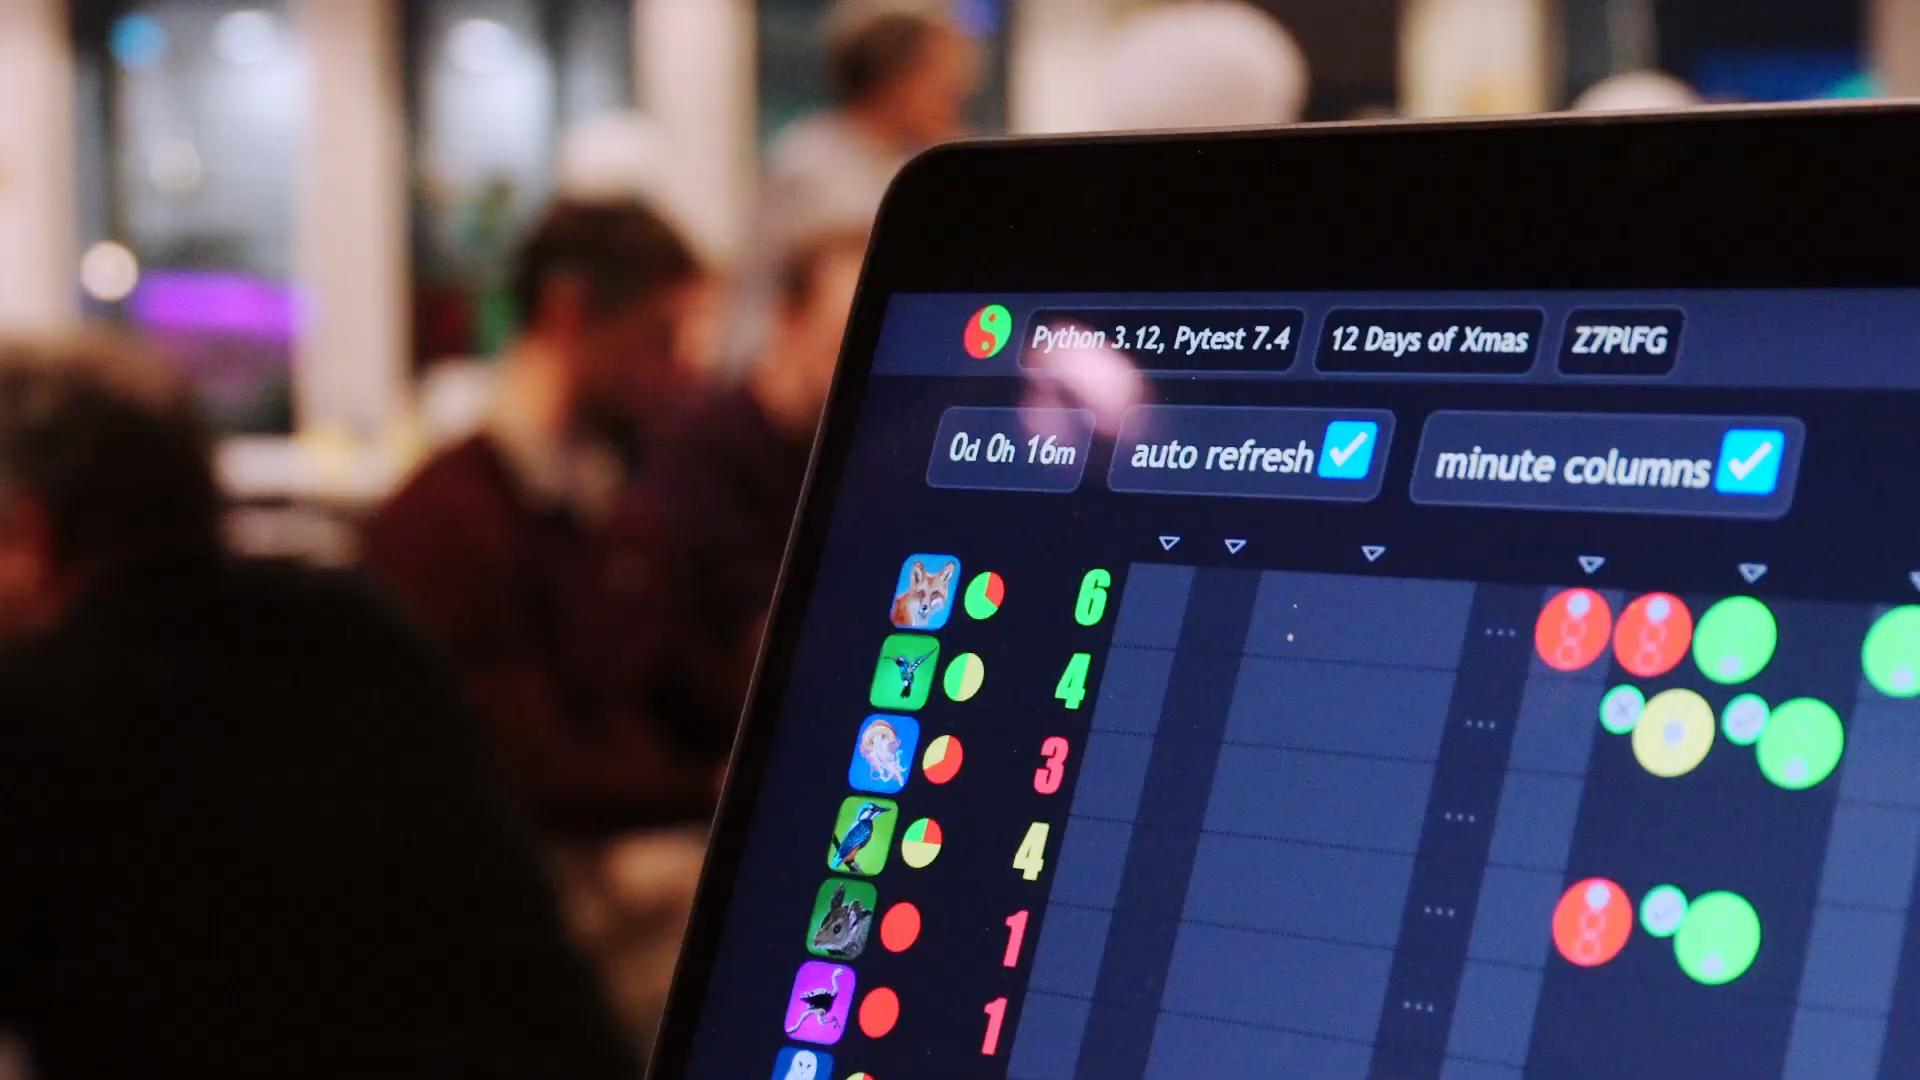 Python 3.12, Pytest 7.4
12 Days of Xmas
Z7PlFG
0d 0h 16m
auto refresh
minute columns
6
4
3
4
1
1